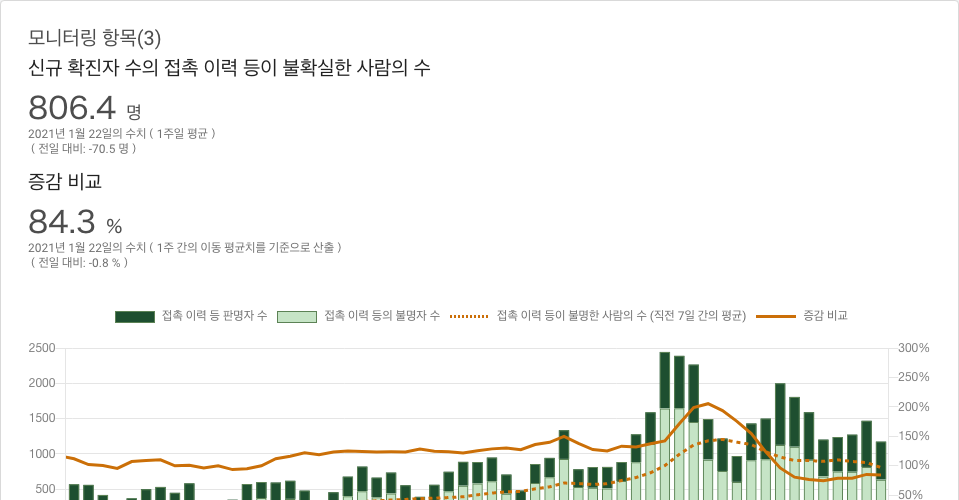 모니터링 항목(3)
신규 확진자 수의 접촉 이력 등이 불확실한 사람의 수
806.4 명
2021년 1월 22일의 수치 ( 1주일 평균 )
( 전일 대비: -70.5 명 )
증감 비교
84.3 %
2021년 1월 22일의 수치 ( 1주 간의 이동 평균치를 기준으로 산출 )
( 전일 대비: -0.8 % )
접촉 이력 등 판명자 수 접촉 이력 등의 불명자 수 접촉 이력 등이 불명한 사람의 수 (직전 7일 간의 평균) 증감 비교
2500 300%
2000 250%
1500 200%
1000 150%
500 100%
50%